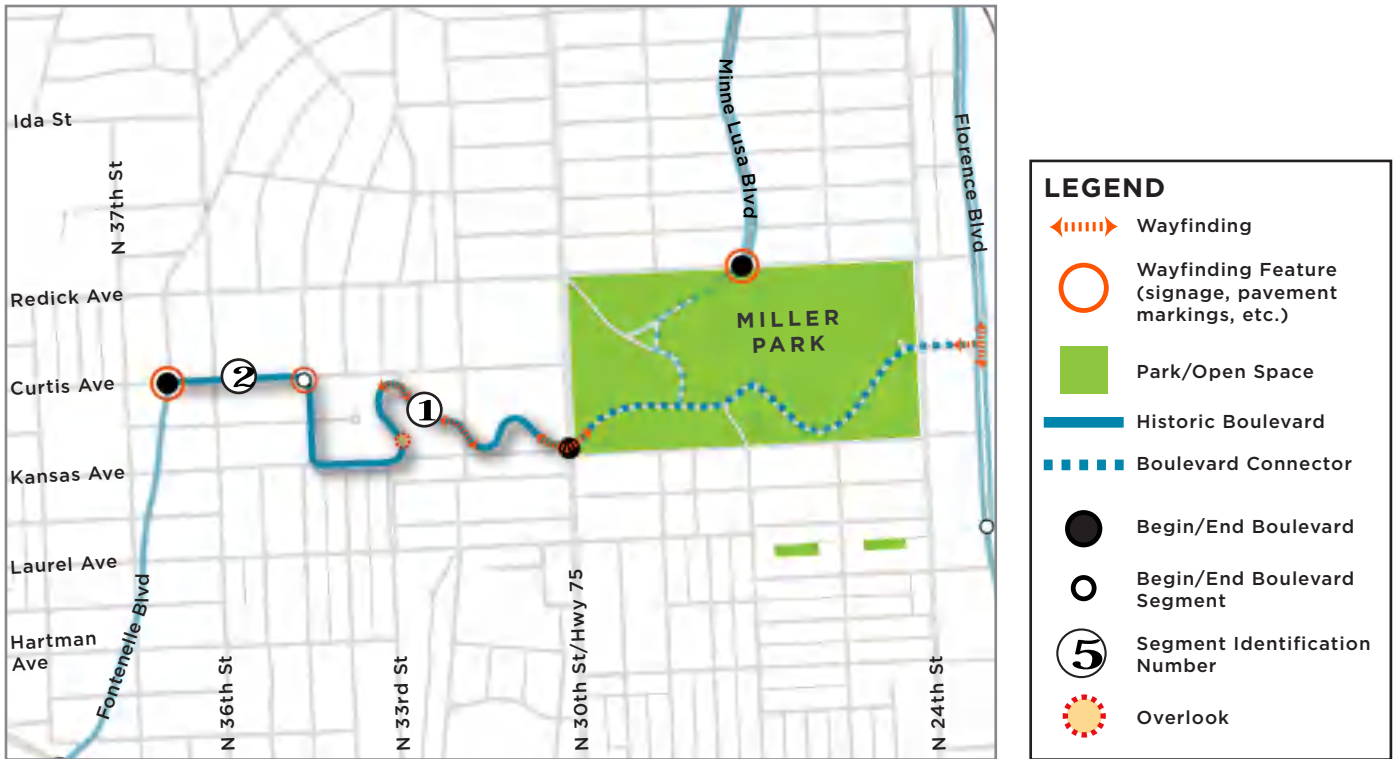 Ida St
N 37th St
Minne Lusa Blvd
Florence Blvd
Redick Ave
MILLER
PARK
Curtis Ave
2
1
Kansas Ave
Laurel Ave
Hartman
Ave
Fontenelle Blvd
N 36th St
N 33rd St
N 30th St/Hwy 75
N 24th St
LEGEND
Wayfinding
Wayfinding Feature
(signage, pavement
markings, etc.)
Park/Open Space
Historic Boulevard
Boulevard Connector
Begin/End Boulevard
Begin/End Boulevard
Segment
5
Segment Identification
Number
Overlook